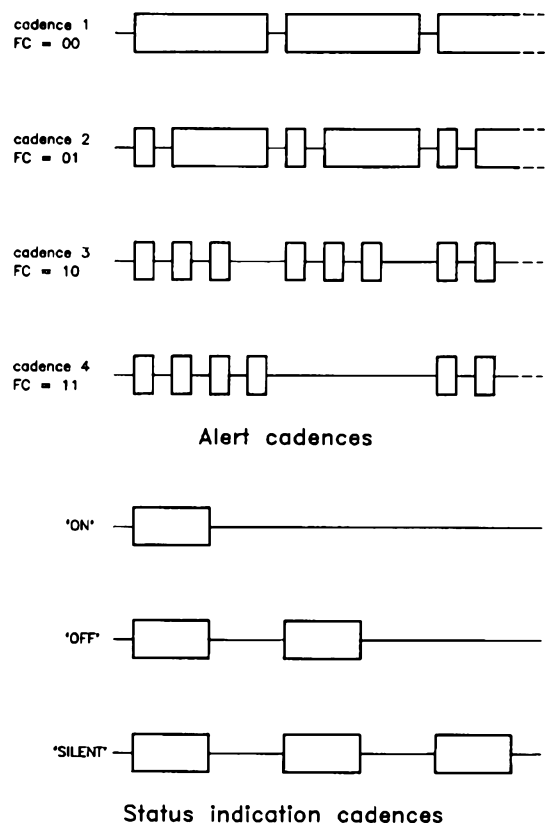 cadence 1
FC = 00
cadence 2
FC = 01
cadence 3
FC = 10
cadence 4
FC = 11
Alert cadences
"ON"
"OFF"
"SILENT"
Status indication cadences